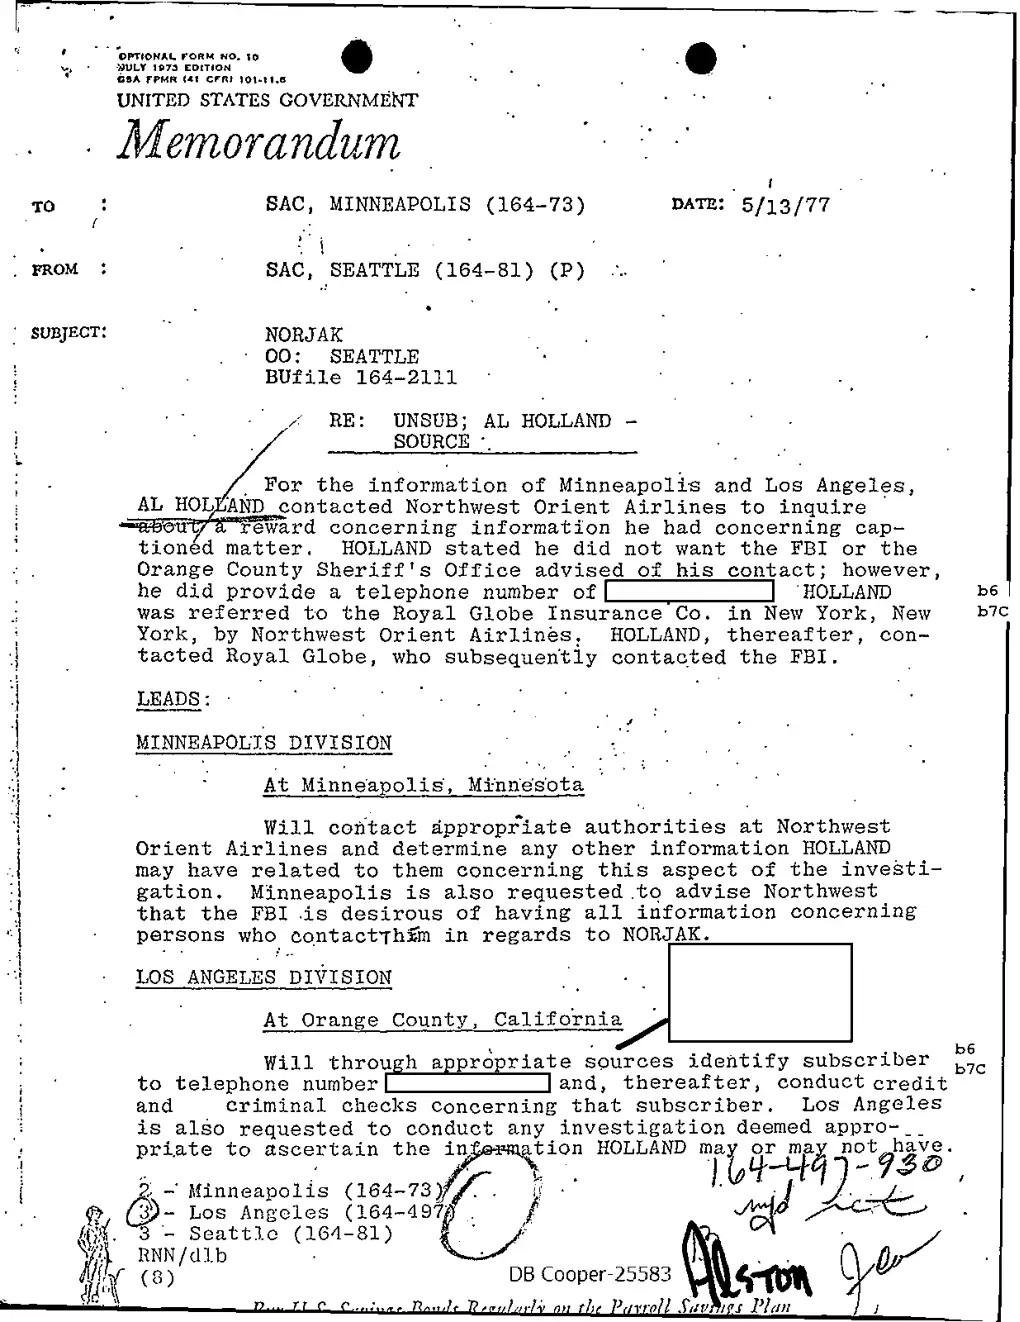 OPTIONAL FORM NO. 10
JULY 1973 EDITION
GSA FPMR (41 CFR) 101-11.6
UNITED STATES GOVERNMENT
Memorandum
TO : SAC, MINNEAPOLIS (164-73) DATE: 5/13/77
FROM : SAC, SEATTLE (164-81) (P)
SUBJECT: NORJAK
OO: SEATTLE
BUfile 164-2111
RE: UNSUB; AL HOLLAND -
SOURCE
For the information of Minneapolis and Los Angeles,
AL HOLLAND contacted Northwest Orient Airlines to inquire
about a reward concerning information he had concerning cap-
tioned matter. HOLLAND stated he did not want the FBI or the
Orange County Sheriff's Office advised of his contact; however,
he did provide a telephone number of HOLLAND b6
was referred to the Royal Globe Insurance Co. in New York, New b7C
York, by Northwest Orient Airlines. HOLLAND, thereafter, con-
tacted Royal Globe, who subsequently contacted the FBI.
LEADS:
MINNEAPOLIS DIVISION
At Minneapolis, Minnesota
Will contact appropriate authorities at Northwest
Orient Airlines and determine any other information HOLLAND
may have related to them concerning this aspect of the investi-
gation. Minneapolis is also requested to advise Northwest
that the FBI is desirous of having all information concerning
persons who contact THEM in regards to NORJAK.
LOS ANGELES DIVISION
At Orange County, California
b6
Will through appropriate sources identify subscriber b7C
to telephone number and, thereafter, conduct credit
and criminal checks concerning that subscriber. Los Angeles
is also requested to conduct any investigation deemed appro-
priate to ascertain the information HOLLAND may or may not have.
164-497-930
2 - Minneapolis (164-73)
3 - Los Angeles (164-497)
3 - Seattle (164-81)
RNN/dlb
(8)
DB Cooper-25583
ALSTON
Buy U.S. Savings Bonds Regularly on the Payroll Savings Plan